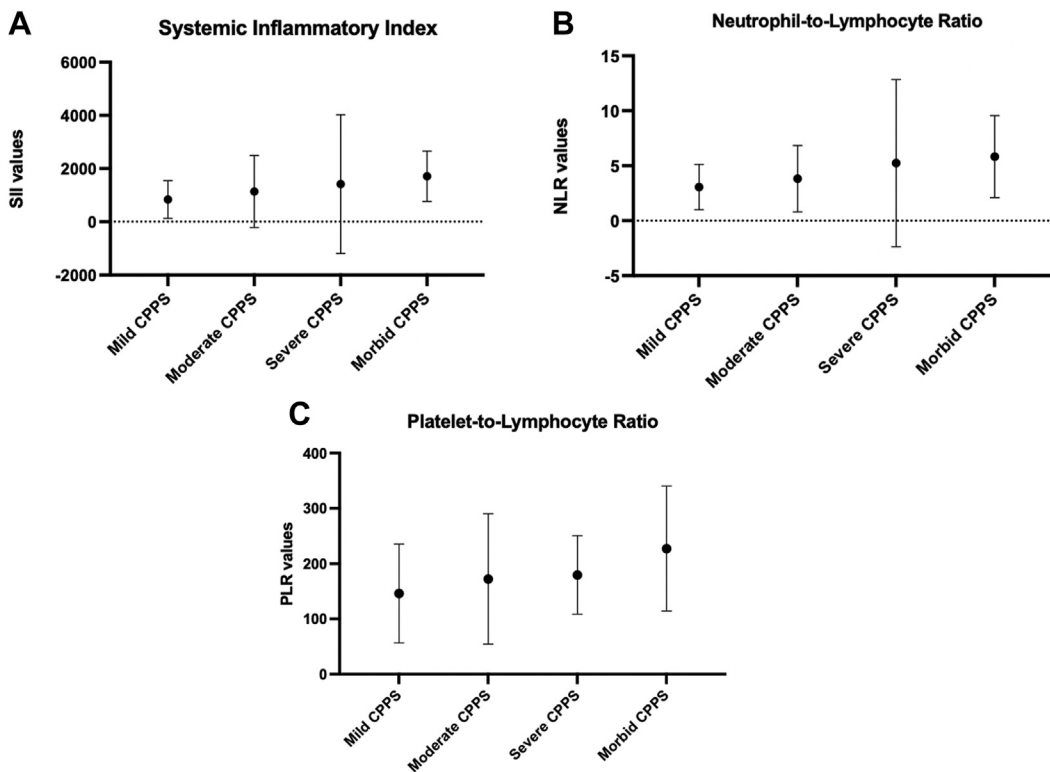 A
Systemic Inflammatory Index
6000
4000
2000
0
-2000
SII values
Mild CPPS
Moderate CPPS
Severe CPPS
Morbid CPPS
B
Neutrophil-to-Lymphocyte Ratio
15
10
5
0
-5
NLR values
Mild CPPS
Moderate CPPS
Severe CPPS
Morbid CPPS
C
Platelet-to-Lymphocyte Ratio
400
300
200
100
0
PLR values
Mild CPPS
Moderate CPPS
Severe CPPS
Morbid CPPS